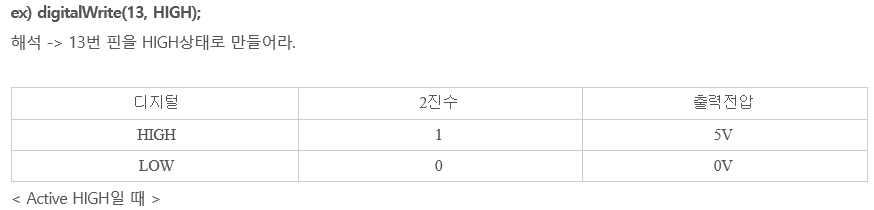 ex) digitalWrite(13, HIGH);
해석 -> 13번 핀을 HIGH상태로 만들어라.
디지털 2진수 출력전압
HIGH 1 5V
LOW 0 0V
< Active HIGH일 때 >